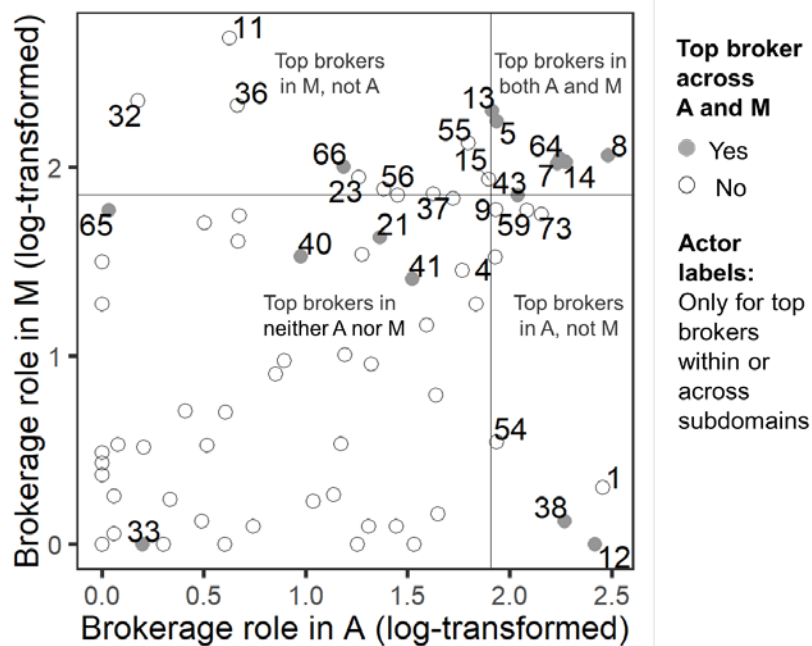 11
Top brokers
in M, not A
Top brokers in
both A and M
32
36
13
5
55
64
8
66
15
7
14
23
56
43
65
37
9
59
73
21
40
41
4
Top brokers in
neither A nor M
Top brokers
in A, not M
54
1
38
33
12
2
1
0
0.0 0.5 1.0 1.5 2.0 2.5
Brokerage role in A (log-transformed)
Brokerage role in M (log-transformed)
Top broker
across
A and M
Yes
No
Actor
labels:
Only for top
brokers
within or
across
subdomains